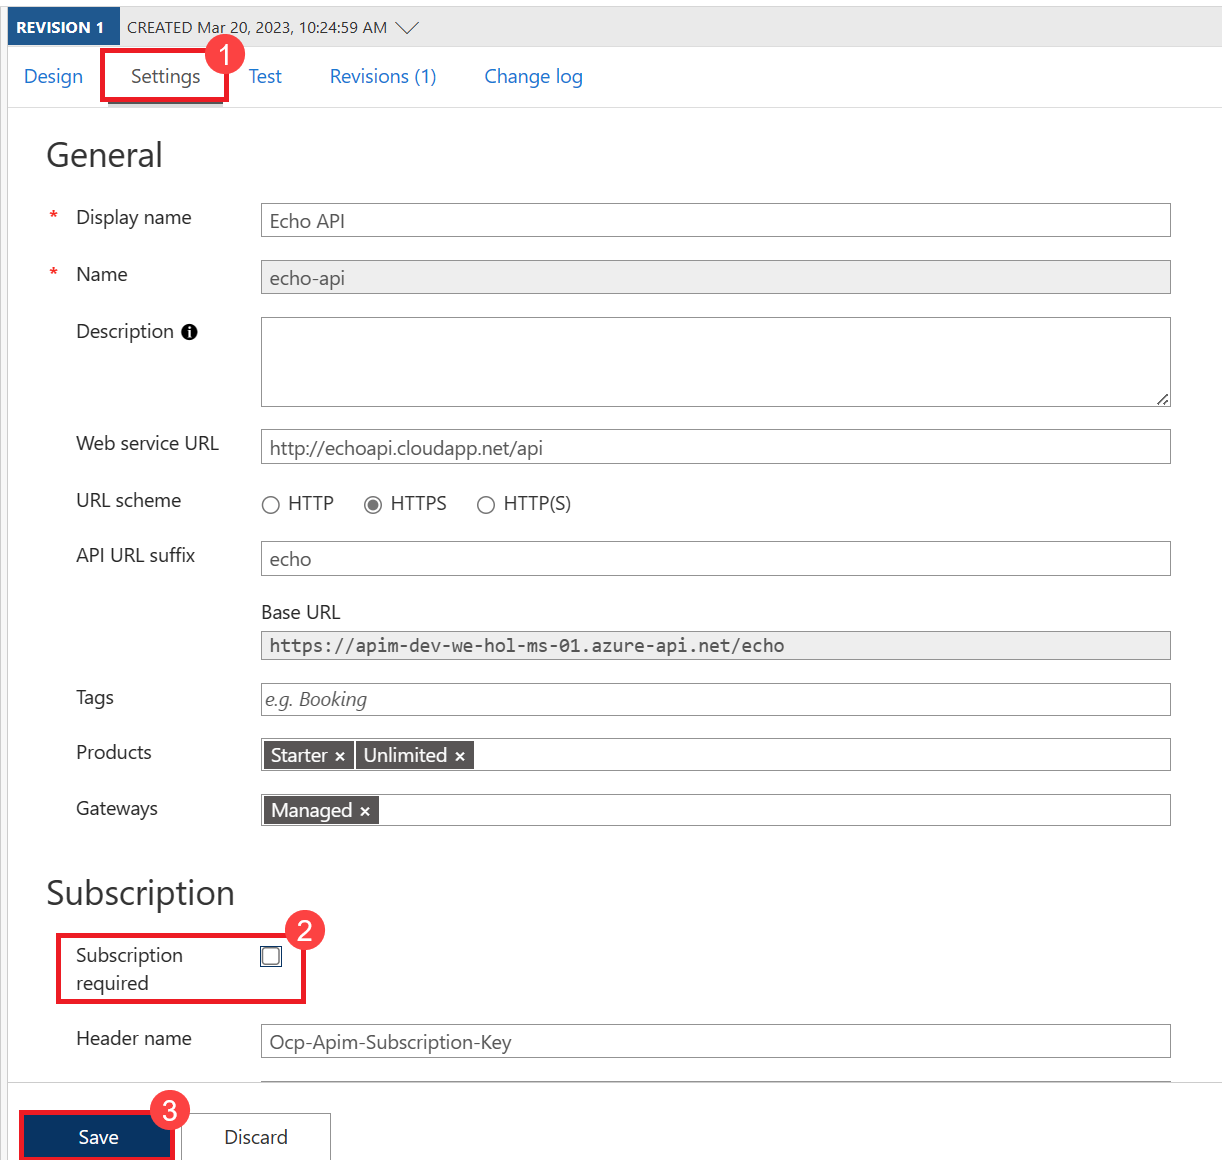 REVISION 1 CREATED Mar 20, 2023, 10:24:59 AM
1
Design Settings Test Revisions (1) Change log
General
* Display name Echo API
* Name echo-api
Description
Web service URL http://echoapi.cloudapp.net/api
URL scheme HTTP HTTPS HTTP(S)
API URL suffix echo
Base URL
https://apim-dev-we-hol-ms-01.azure-api.net/echo
Tags e.g. Booking
Products Starter × Unlimited ×
Gateways Managed ×
Subscription
2
Subscription
required
Header name Ocp-Apim-Subscription-Key
3
Save Discard